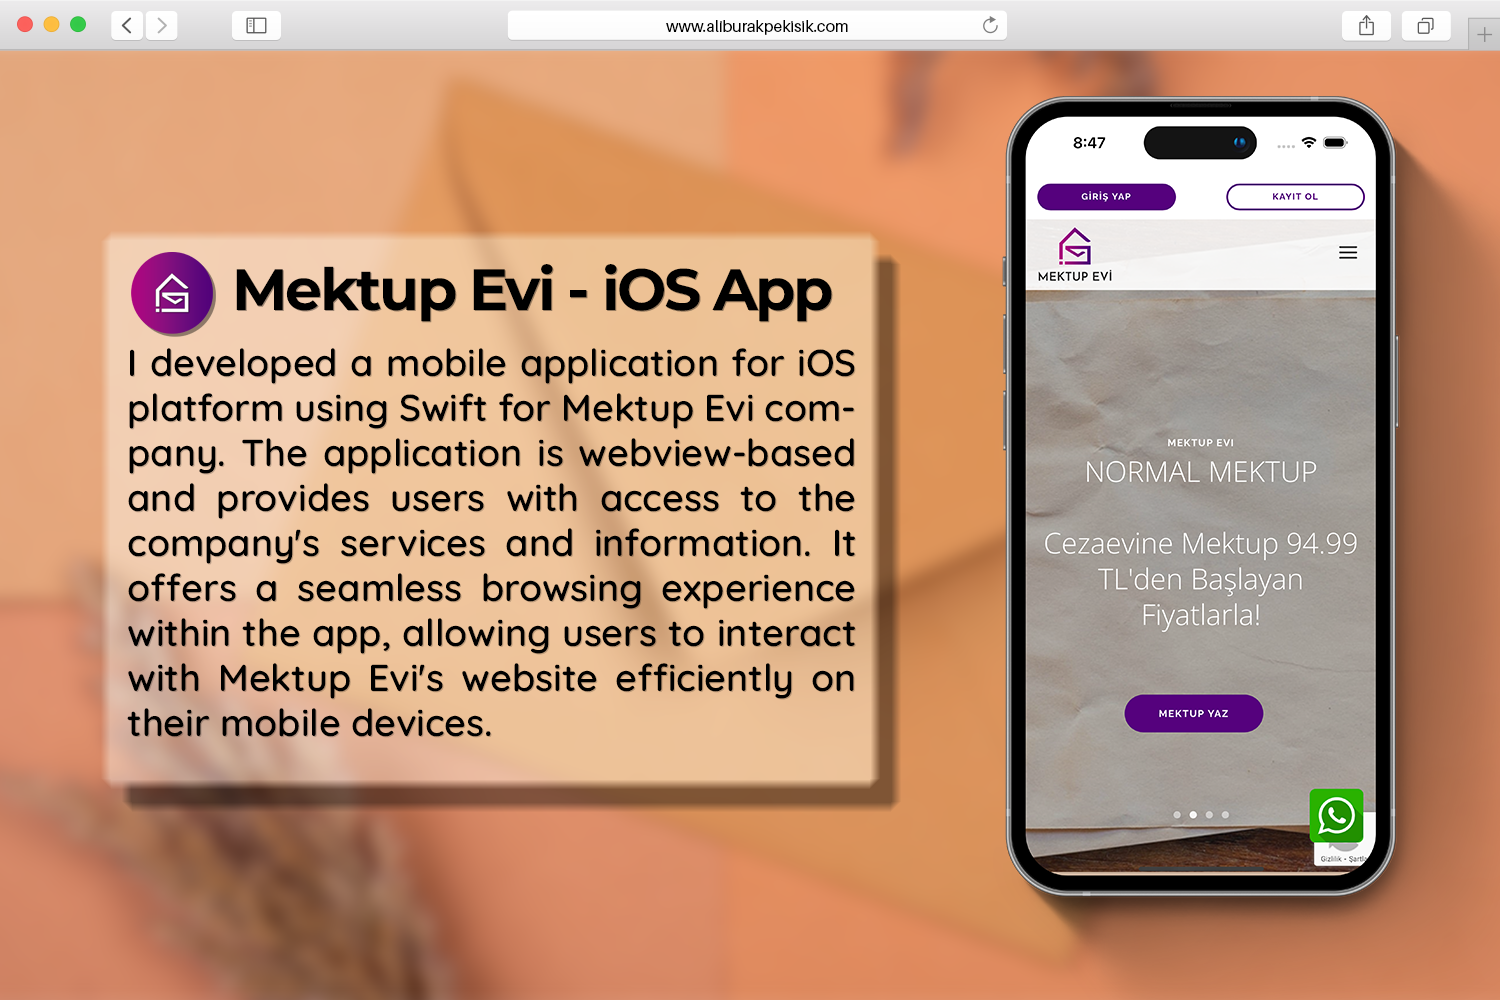 www.aliburakpekisik.com
Mektup Evi - iOS App
I developed a mobile application for iOS
platform using Swift for Mektup Evi com-
pany. The application is webview-based
and provides users with access to the
company's services and information. It
offers a seamless browsing experience
within the app, allowing users to interact
with Mektup Evi's website efficiently on
their mobile devices.
8:47
GİRİŞ YAP
KAYIT OL
MEKTUP EVİ
MEKTUP EVI
NORMAL MEKTUP
Cezaevine Mektup 94.99
TL'den Başlayan
Fiyatlarla!
MEKTUP YAZ
Gizlilik • Şartla